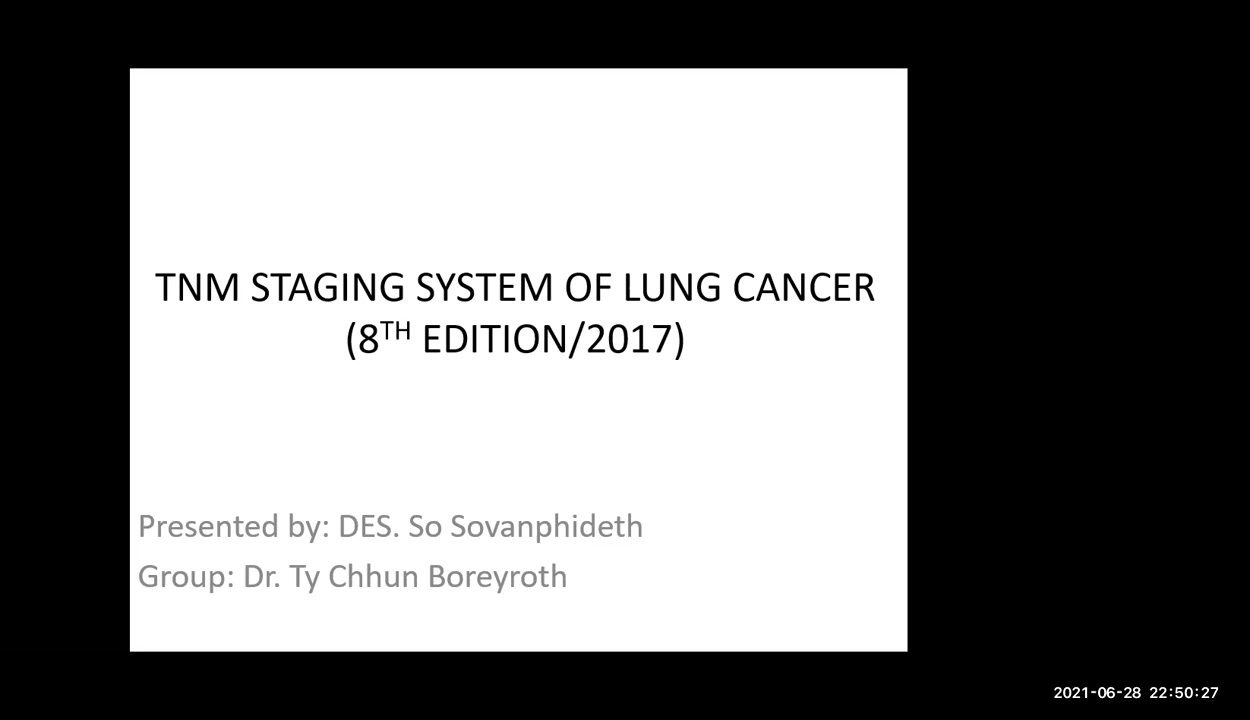 TNM STAGING SYSTEM OF LUNG CANCER
(8TH EDITION/2017)
Presented by: DES. So Sovanphideth
Group: Dr. Ty Chhun Boreyroth
2021-06-28 22:50:27